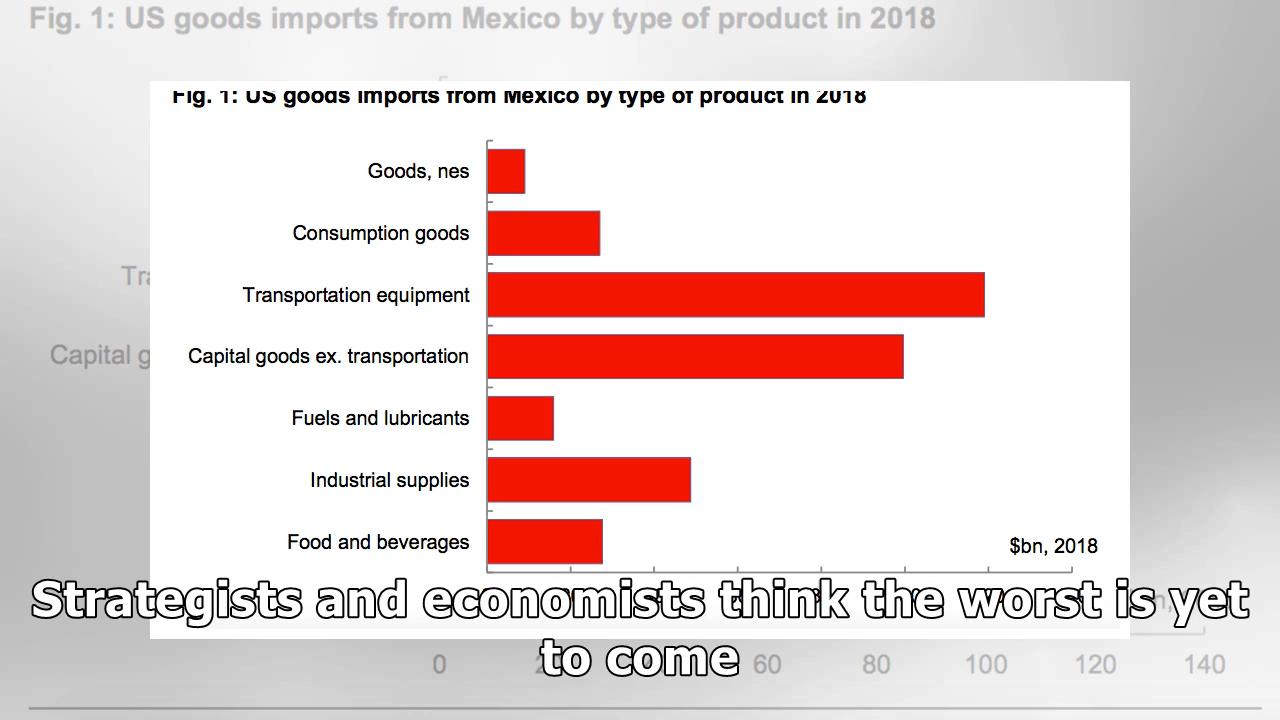 Fig. 1: US goods imports from Mexico by type of product in 2018
Fig. 1: US goods imports from Mexico by type of product in 2018
Goods, nes
Consumption goods
Transportation equipment
Capital goods ex. transportation
Fuels and lubricants
Industrial supplies
Food and beverages
$bn, 2018
Strategists and economists think the worst is yet
to come
0 60 80 100 120 140